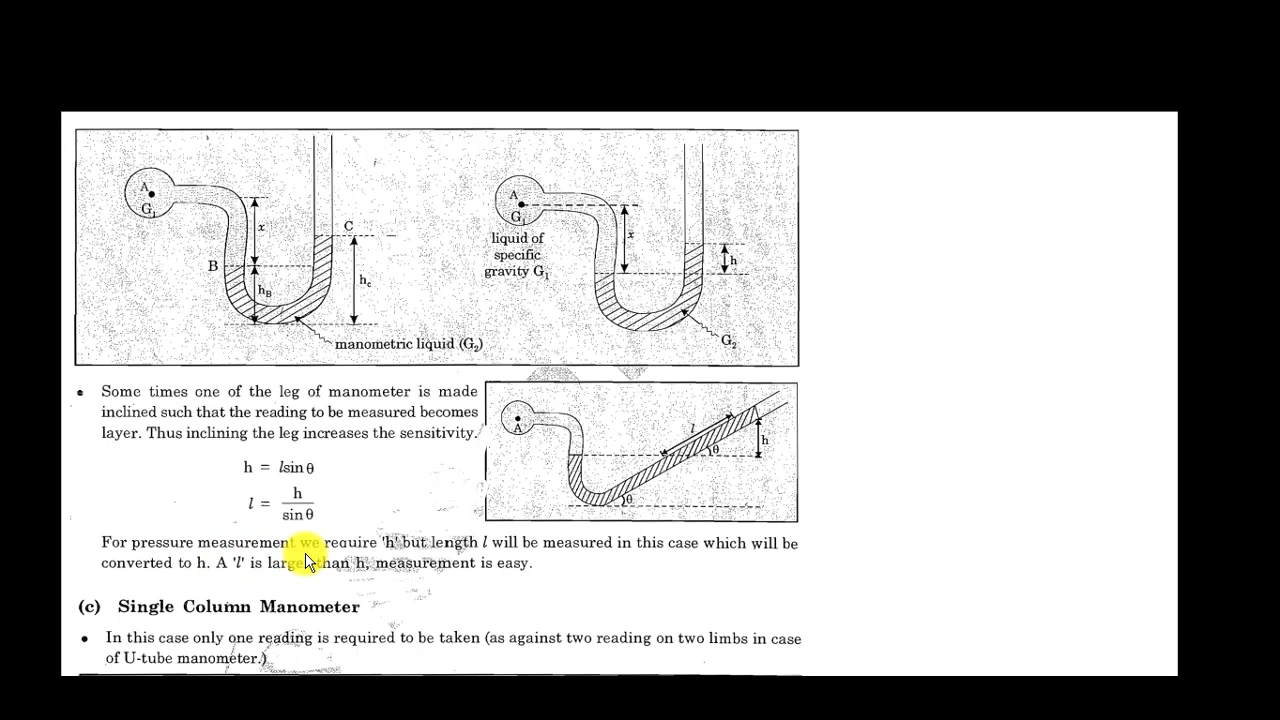 A
G₁
x
C
B
h_B
h_c
manometric liquid (G₂)
A
G₁
liquid of
specific
gravity G₁
x
h
G₂
• Some times one of the leg of manometer is made
inclined such that the reading to be measured becomes
layer. Thus inclining the leg increases the sensitivity.
h = lsinθ
l = h / sinθ
A
l
θ
h
θ
For pressure measurement we require 'h' but length l will be measured in this case which will be
converted to h. A 'l' is larger than h, measurement is easy.
(c) Single Column Manometer
• In this case only one reading is required to be taken (as against two reading on two limbs in case
of U-tube manometer.)